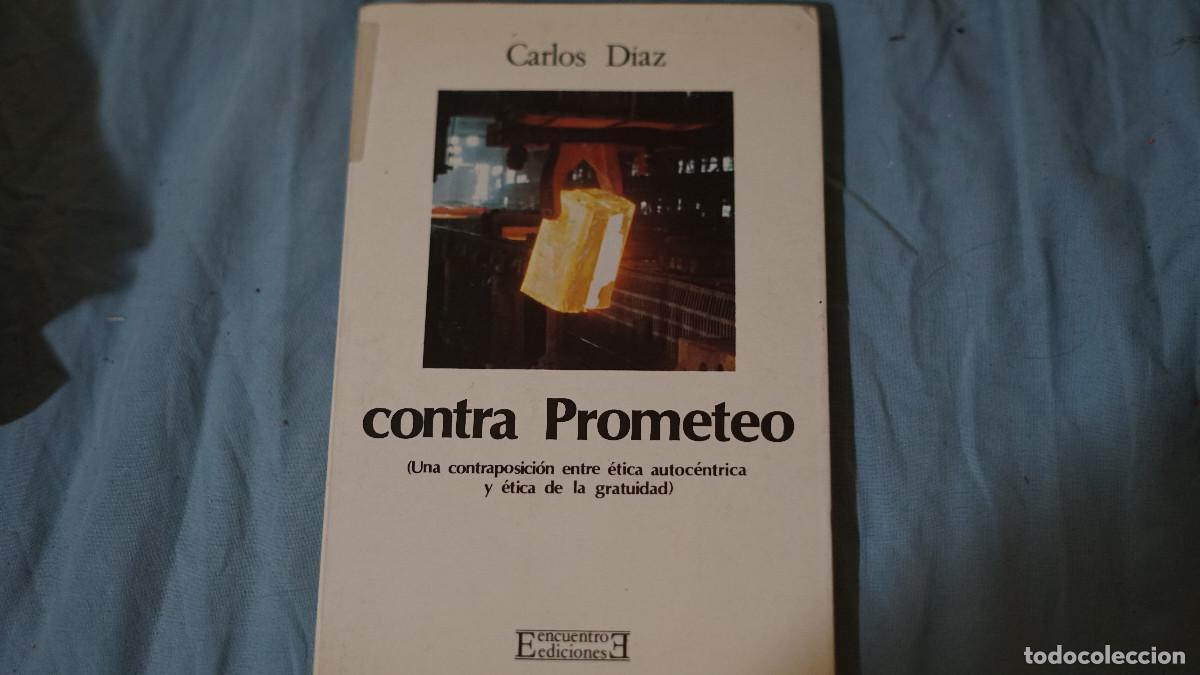 Carlos Díaz
contra Prometeo
(Una contraposición entre ética autocéntrica
y ética de la gratuidad)
encuentro
ediciones
todocoleccion